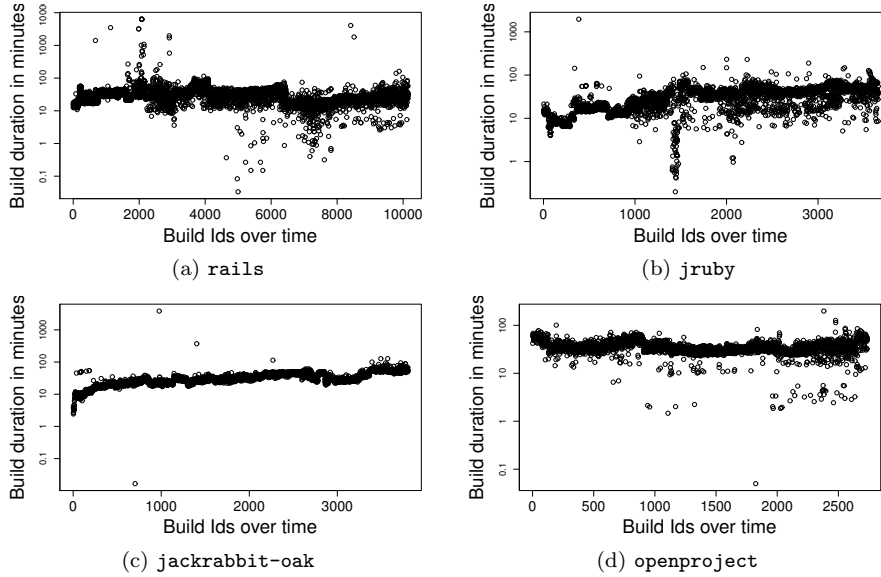 Build duration in minutes
0.1 1 10 100 1000
0 2000 4000 6000 8000 10000
Build Ids over time
(a) rails
Build duration in minutes
1 10 100 1000
0 1000 2000 3000
Build Ids over time
(b) jruby
Build duration in minutes
0.1 1 10 100 1000
0 1000 2000 3000
Build Ids over time
(c) jackrabbit-oak
Build duration in minutes
0.1 1 10 100
0 500 1000 1500 2000 2500
Build Ids over time
(d) openproject